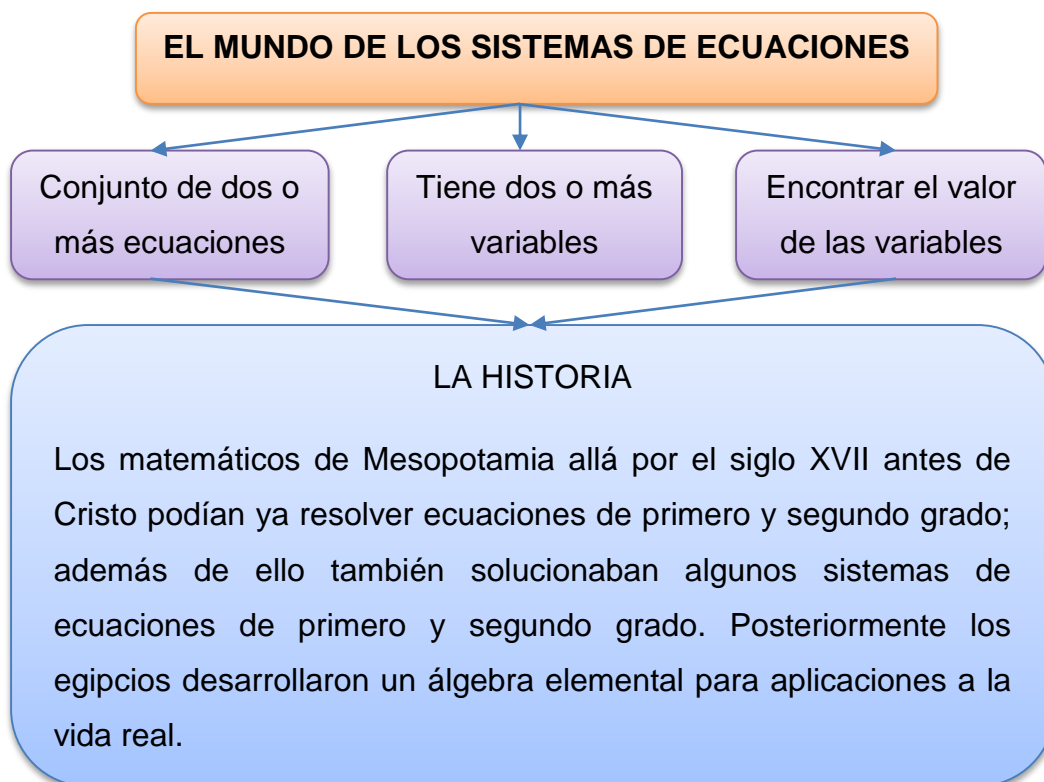 EL MUNDO DE LOS SISTEMAS DE ECUACIONES
Conjunto de dos o
más ecuaciones
Tiene dos o más
variables
Encontrar el valor
de las variables
LA HISTORIA
Los matemáticos de Mesopotamia allá por el siglo XVII antes de
Cristo podían ya resolver ecuaciones de primero y segundo grado;
además de ello también solucionaban algunos sistemas de
ecuaciones de primero y segundo grado. Posteriormente los
egipcios desarrollaron un álgebra elemental para aplicaciones a la
vida real.